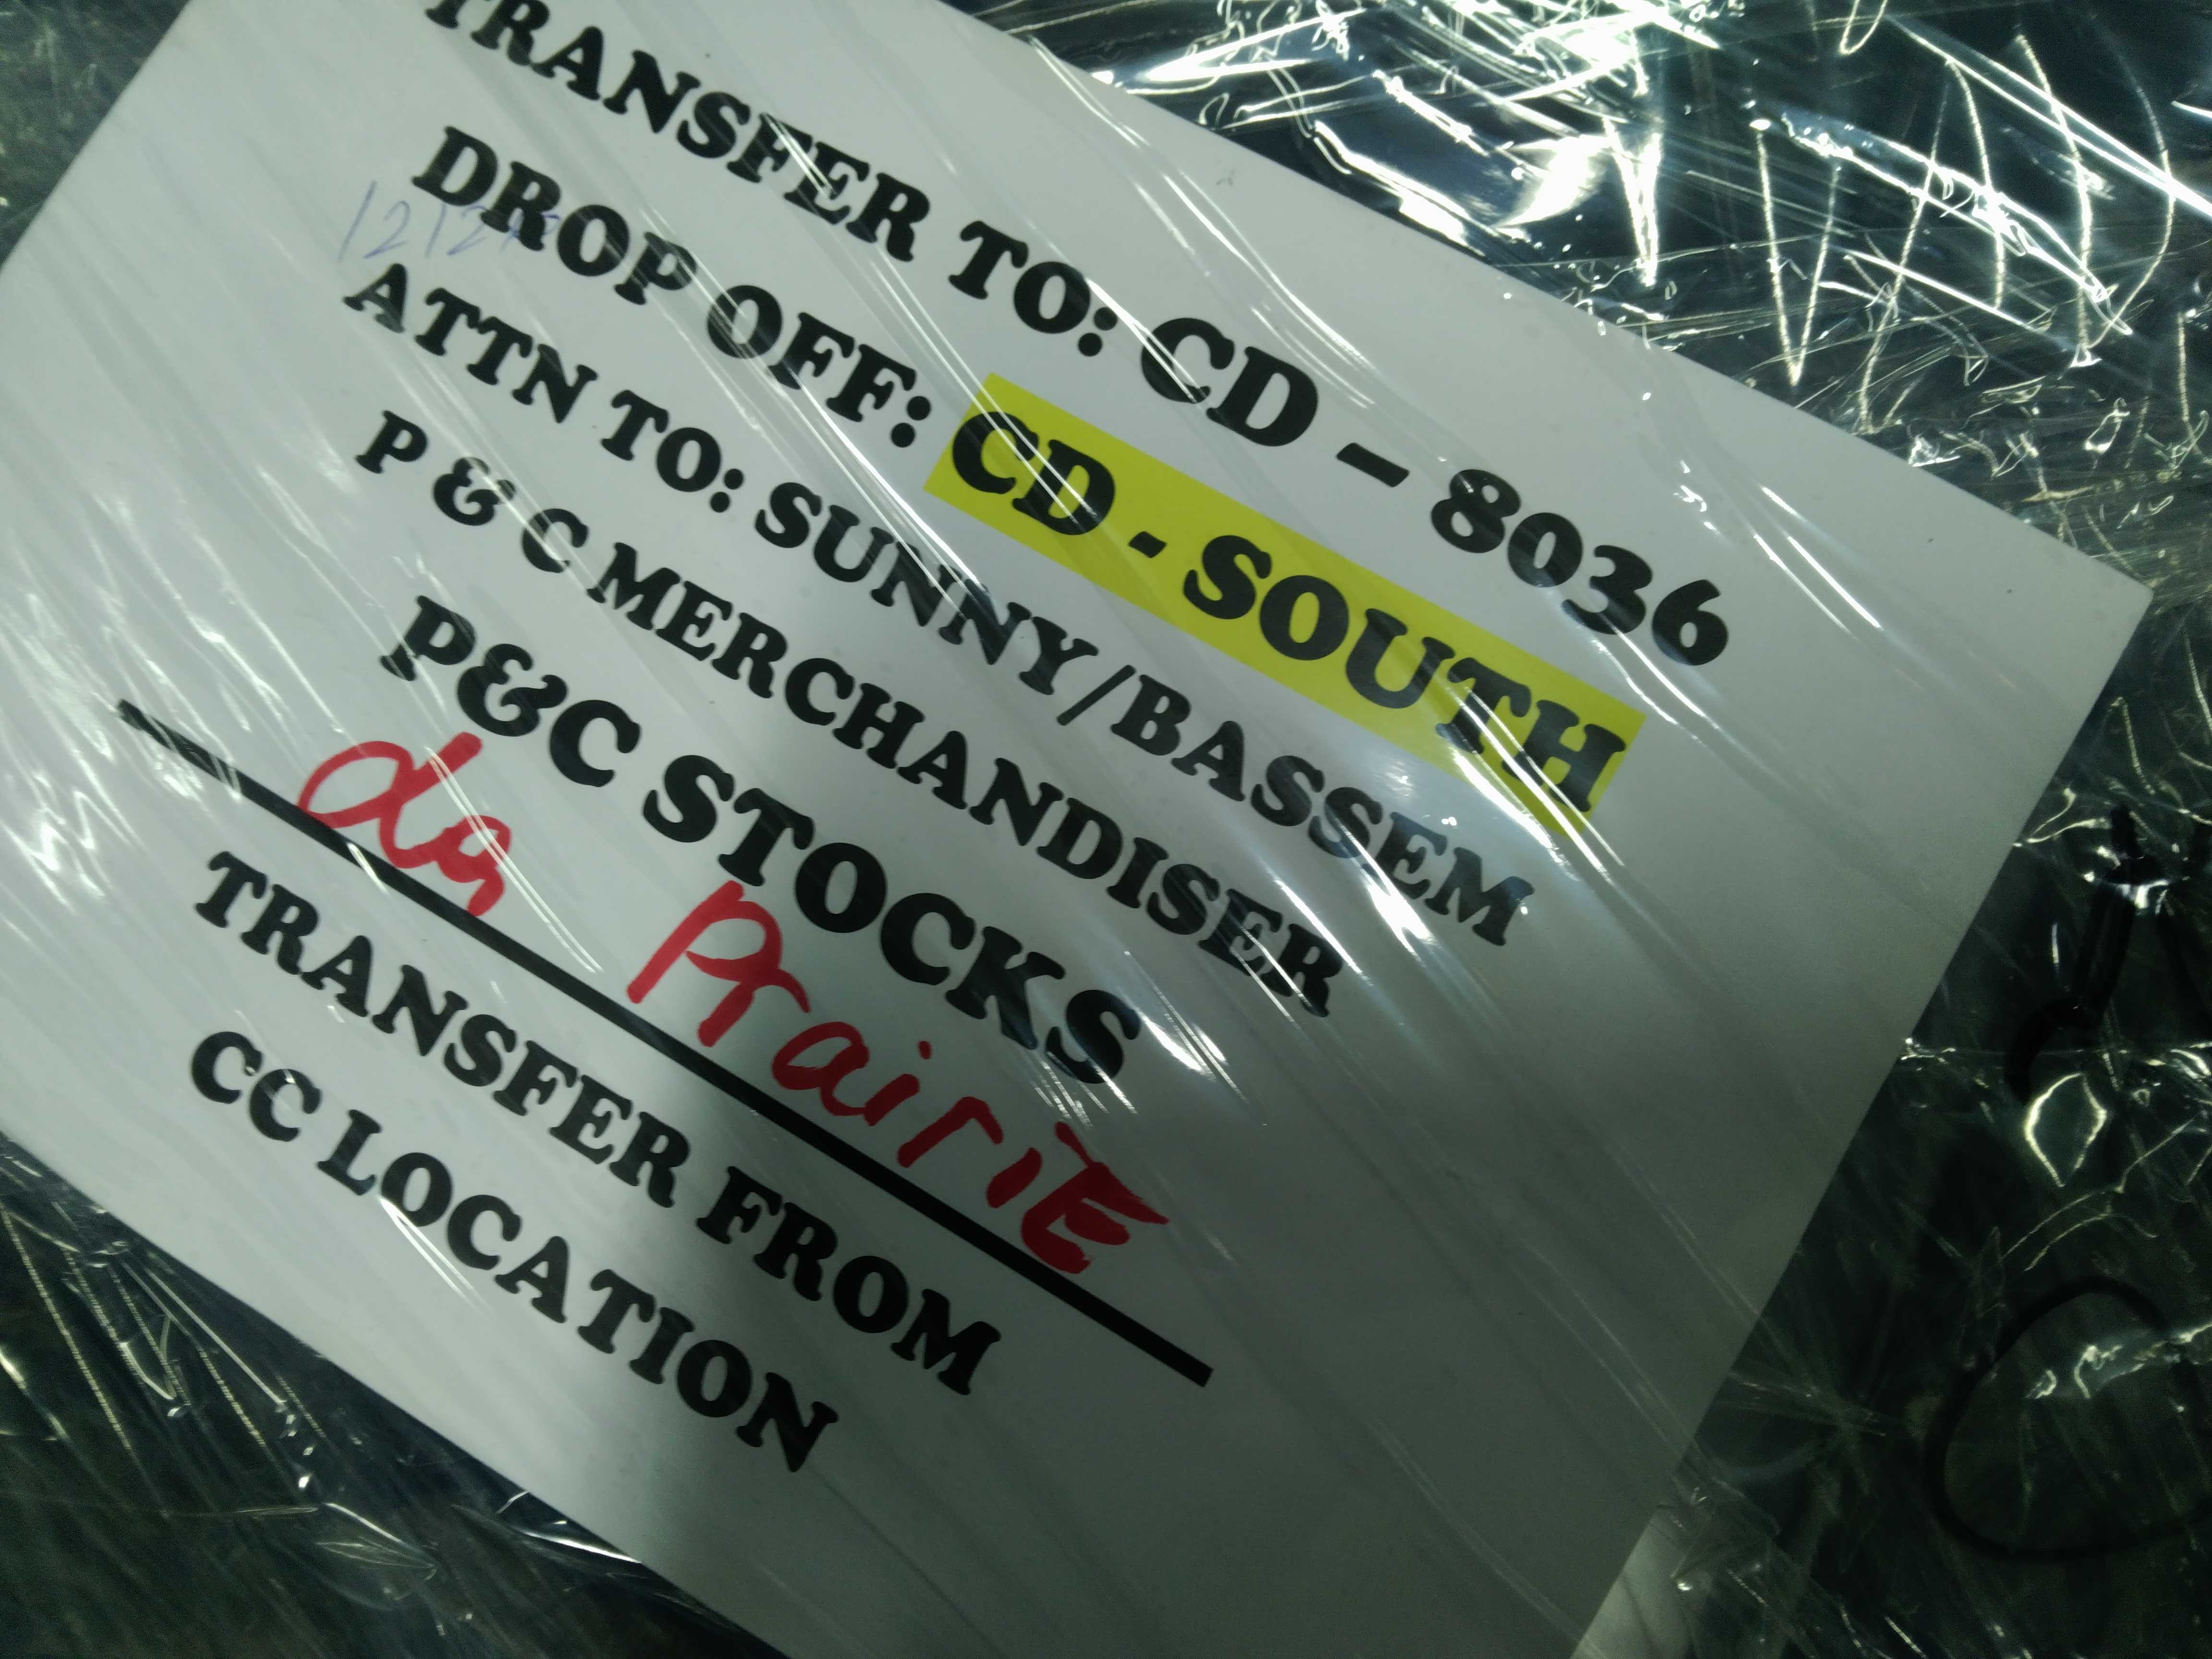 TRANSFER TO: CD – 8036
DROP OFF: CD - SOUTH
ATTN TO: SUNNY/BASSEM
P & C MERCHANDISER
P&C STOCKS
la prairie
TRANSFER FROM
CC LOCATION